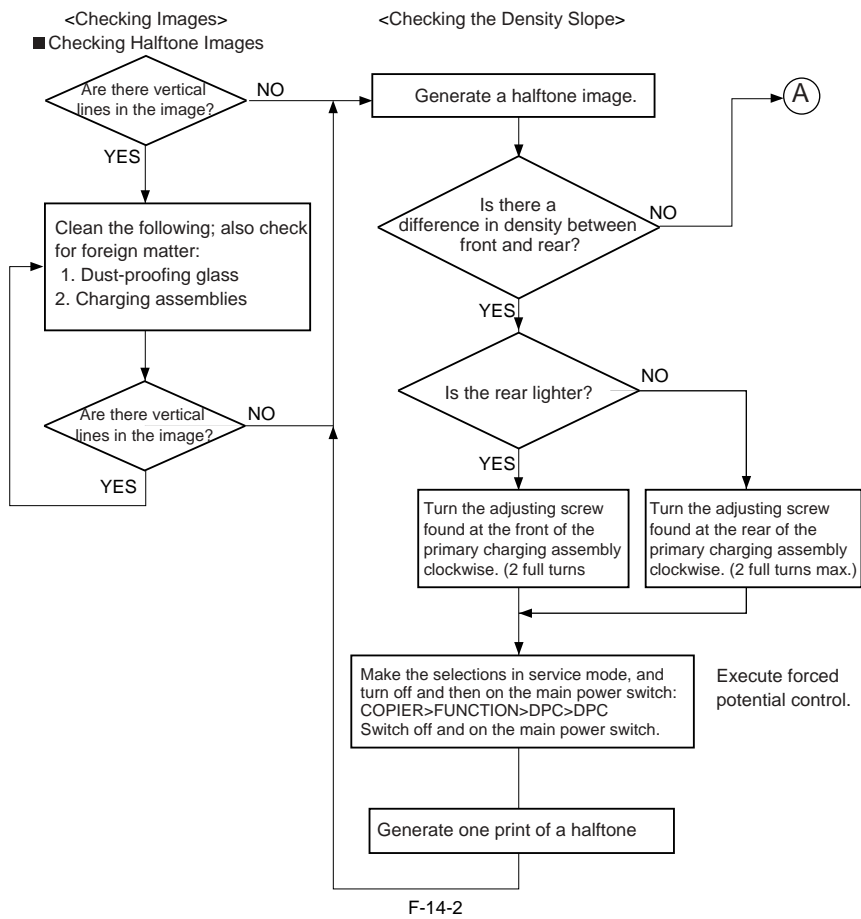 <Checking Images>
■ Checking Halftone Images
Are there vertical
lines in the image?
NO
YES
Clean the following; also check
for foreign matter:
1. Dust-proofing glass
2. Charging assemblies
Are there vertical
lines in the image?
NO
YES
<Checking the Density Slope>
Generate a halftone image.
A
Is there a
difference in density between
front and rear?
NO
YES
Is the rear lighter?
NO
YES
Turn the adjusting screw
found at the front of the
primary charging assembly
clockwise. (2 full turns
Turn the adjusting screw
found at the rear of the
primary charging assembly
clockwise. (2 full turns max.)
Make the selections in service mode, and
turn off and then on the main power switch:
COPIER>FUNCTION>DPC>DPC
Switch off and on the main power switch.
Execute forced
potential control.
Generate one print of a halftone
F-14-2